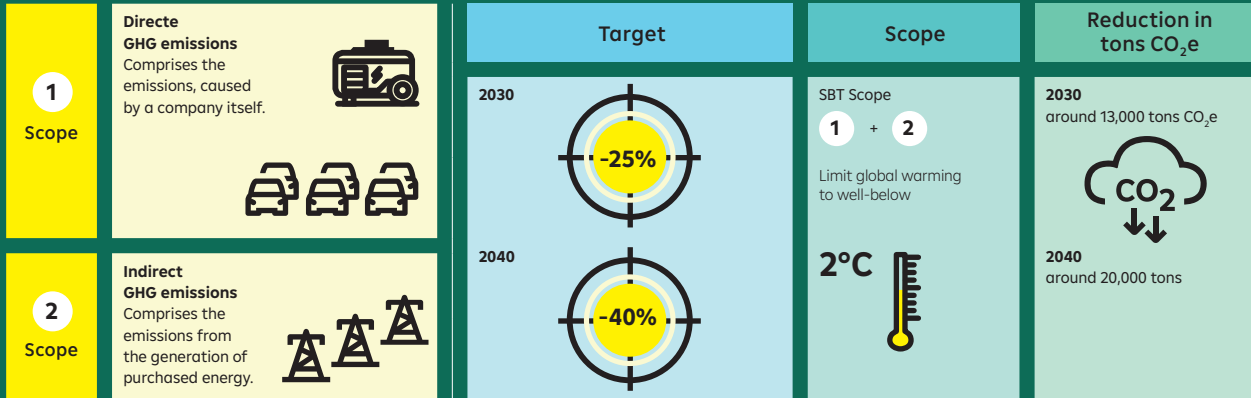 1
Scope
Directe
GHG emissions
Comprises the
emissions, caused
by a company itself.
2
Scope
Indirect
GHG emissions
Comprises the
emissions from
the generation of
purchased energy.
Target
2030
-25%
2040
-40%
Scope
SBT Scope
1 + 2
Limit global warming
to well-below
2°C
Reduction in
tons CO₂e
2030
around 13,000 tons CO₂e
CO₂
2040
around 20,000 tons